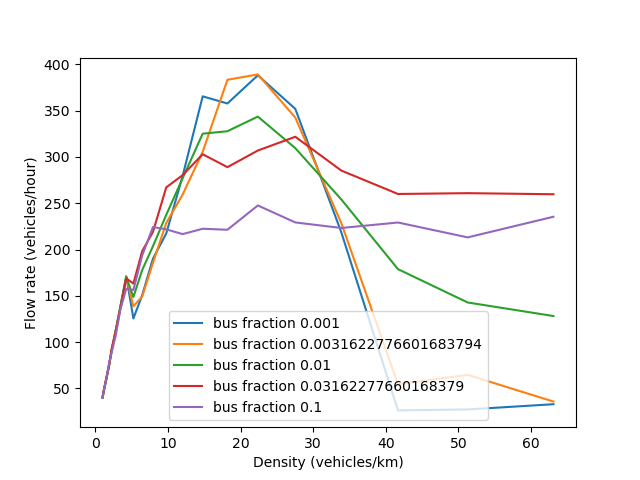 400
350
300
250
200
150
100
50
Flow rate (vehicles/hour)
bus fraction 0.001
bus fraction 0.0031622776601683794
bus fraction 0.01
bus fraction 0.03162277660168379
bus fraction 0.1
0 10 20 30 40 50 60
Density (vehicles/km)